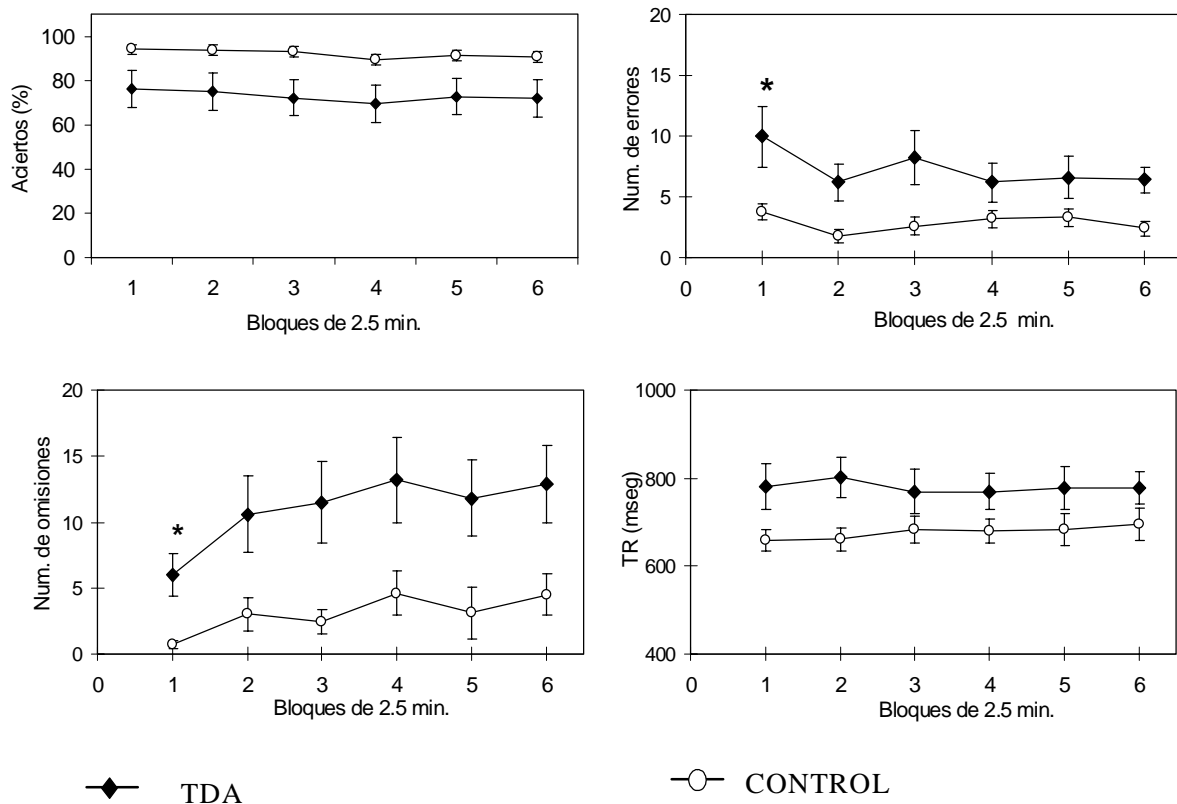 Aciertos (%)
100
80
60
40
20
0
1 2 3 4 5 6
Bloques de 2.5 min.
Num. de errores
20
15
10
5
0
*
0 1 2 3 4 5 6
Bloques de 2.5 min.
Num. de omisiones
20
15
10
5
0
*
0 1 2 3 4 5 6
Bloques de 2.5 min.
TR (mseg)
1000
800
600
400
0 1 2 3 4 5 6
Bloques de 2.5 min.
TDA
CONTROL